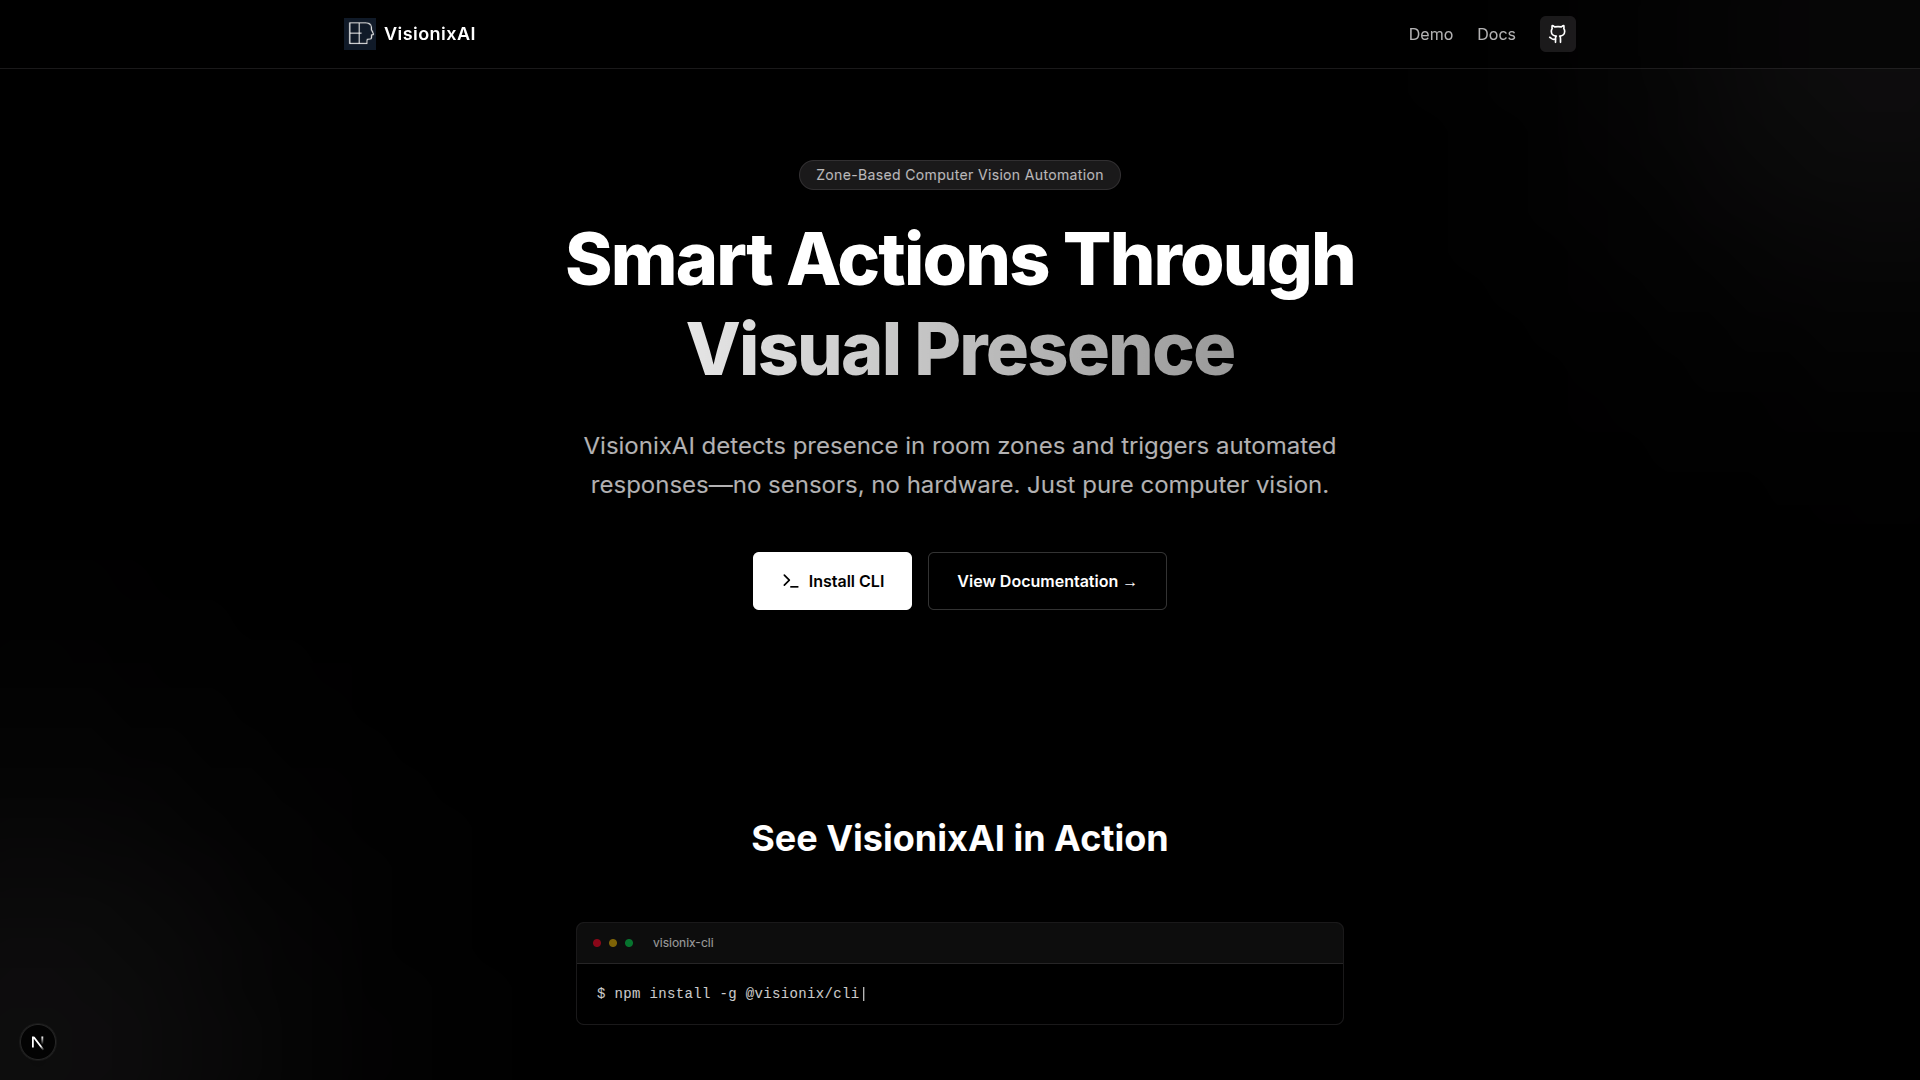 VisionixAI
Demo
Docs
Zone-Based Computer Vision Automation
Smart Actions Through
Visual Presence
VisionixAI detects presence in room zones and triggers automated
responses—no sensors, no hardware. Just pure computer vision.
Install CLI
View Documentation →
See VisionixAI in Action
visionix-cli
$ npm install -g @visionix/cli|
N